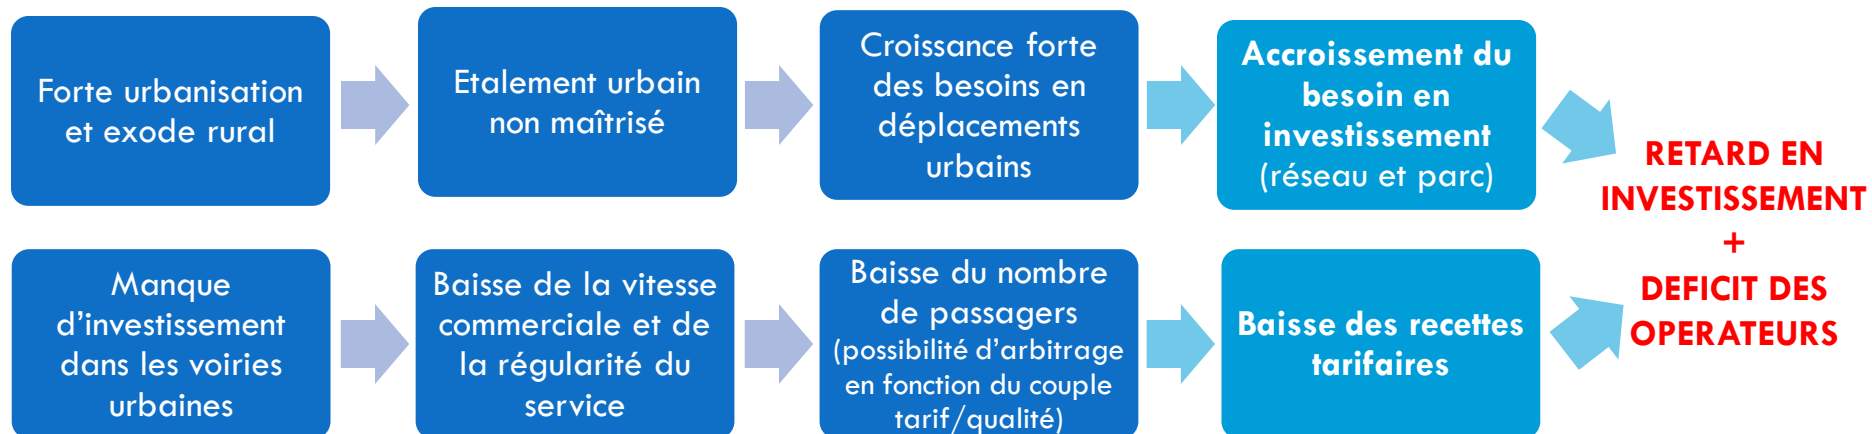 Forte urbanisation
et exode rural
Etalement urbain
non maîtrisé
Croissance forte
des besoins en
déplacements
urbains
Accroissement du
besoin en
investissement
(réseau et parc)
Manque
d’investissement
dans les voiries
urbaines
Baisse de la vitesse
commerciale et de
la régularité du
service
Baisse du nombre
de passagers
(possibilité d’arbitrage
en fonction du couple
tarif/qualité)
Baisse des recettes
tarifaires
RETARD EN
INVESTISSEMENT
+
DEFICIT DES
OPERATEURS